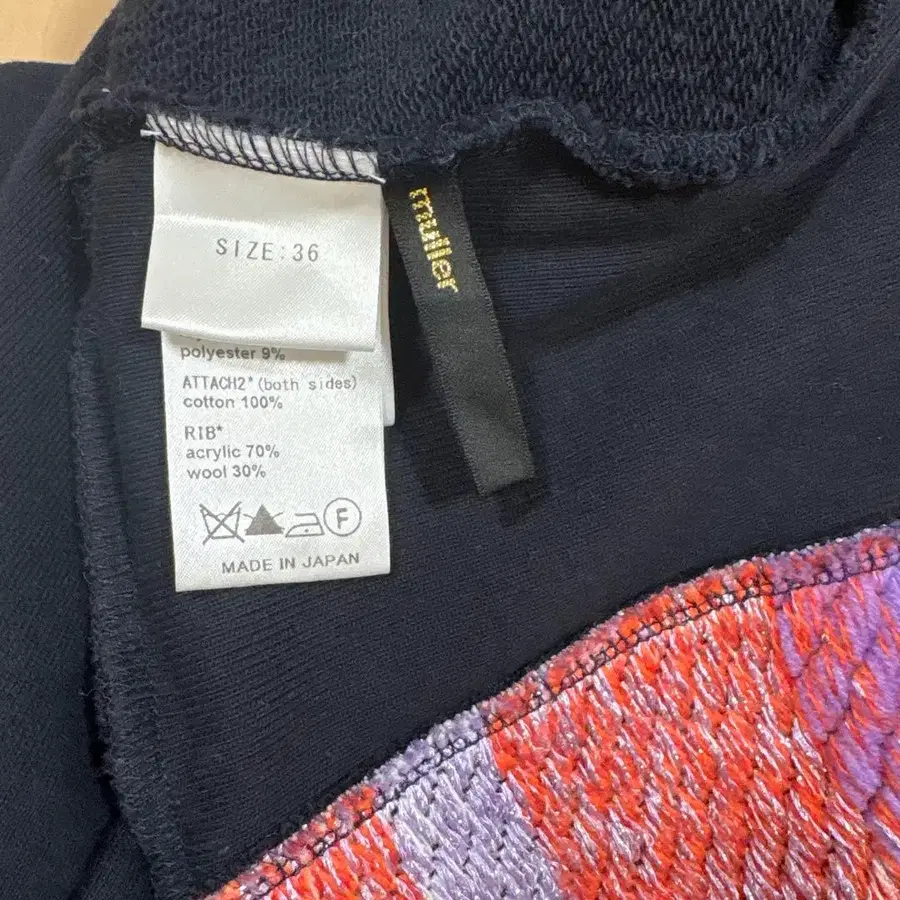 SIZE:36
polyester 9%
ATTACH2* (both sides)
cotton 100%
RIB*
acrylic 70%
wool 30%
F
MADE IN JAPAN
muller